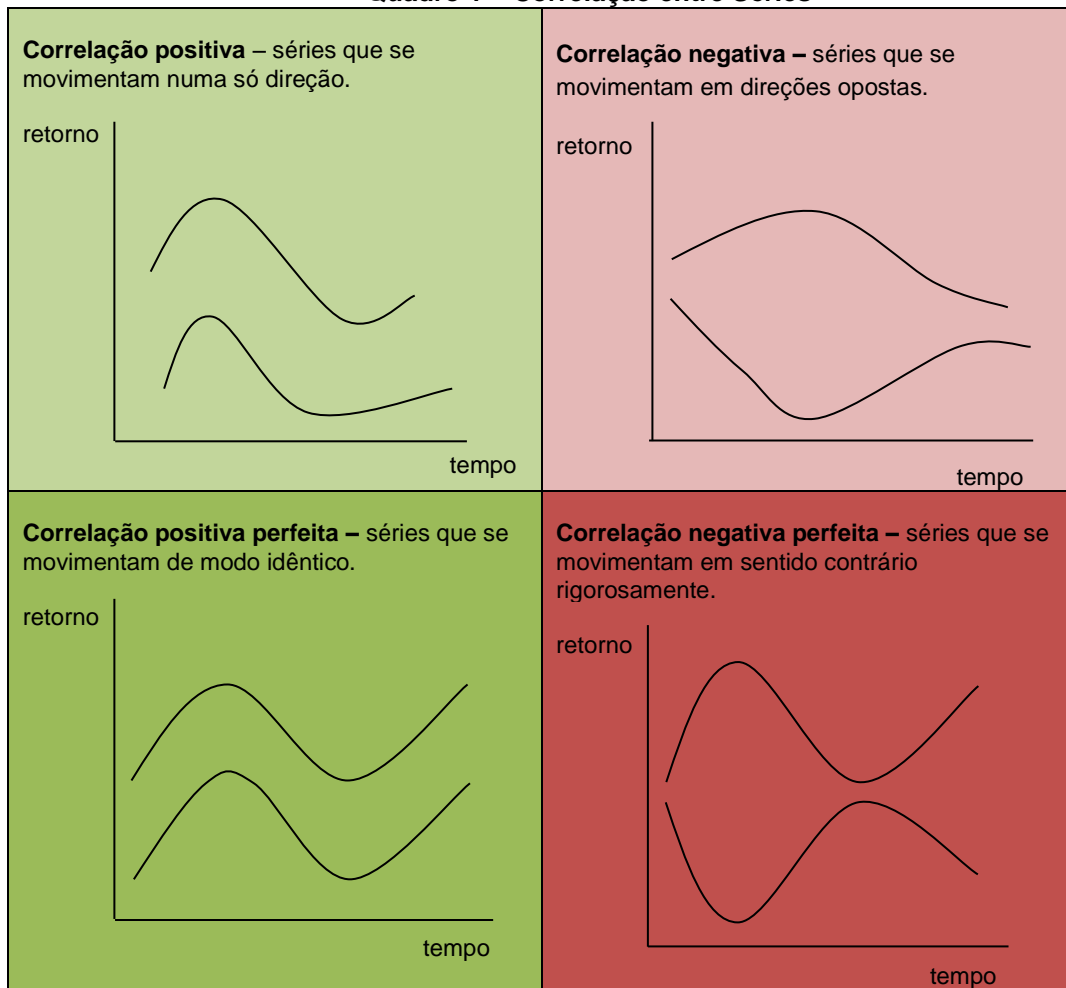 Correlação positiva – séries que se
movimentam numa só direção.
retorno
tempo
Correlação negativa – séries que se
movimentam em direções opostas.
retorno
tempo
Correlação positiva perfeita – séries que se
movimentam de modo idêntico.
retorno
tempo
Correlação negativa perfeita – séries que se
movimentam em sentido contrário
rigorosamente.
retorno
tempo